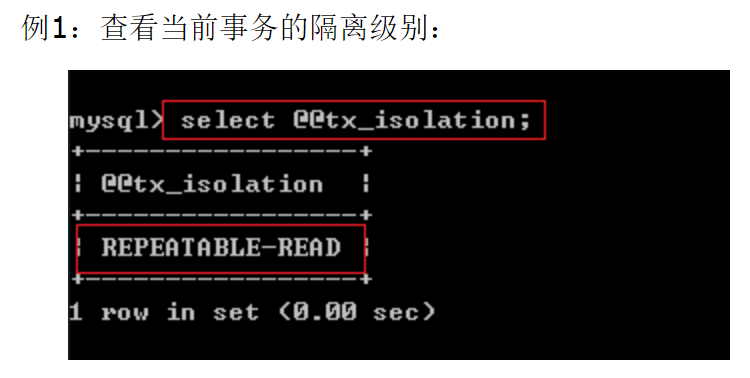 例1：查看当前事务的隔离级别：
mysql> select @@tx_isolation;
+-----------------+
| @@tx_isolation  |
+-----------------+
| REPEATABLE-READ |
+-----------------+
1 row in set (0.00 sec)